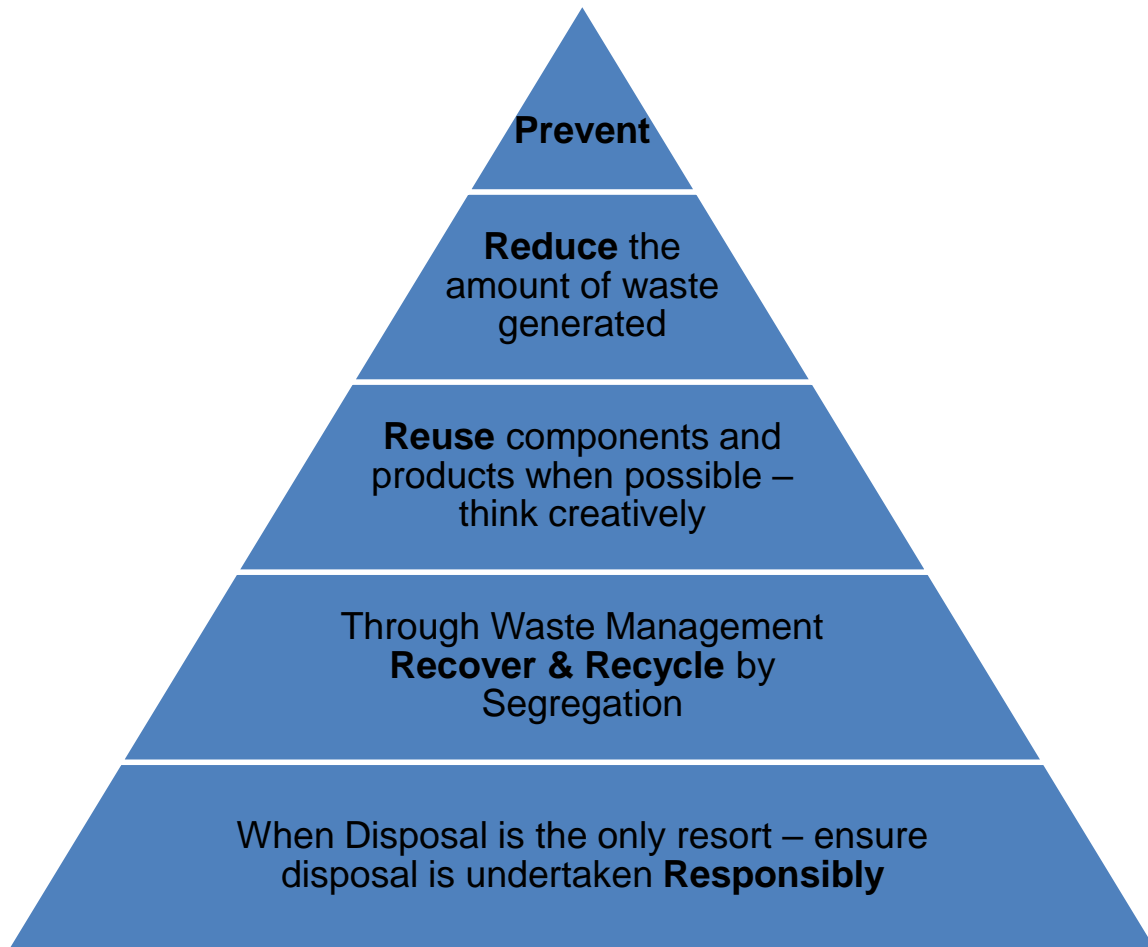 Prevent
Reduce the
amount of waste
generated
Reuse components and
products when possible –
think creatively
Through Waste Management
Recover & Recycle by
Segregation
When Disposal is the only resort – ensure
disposal is undertaken Responsibly